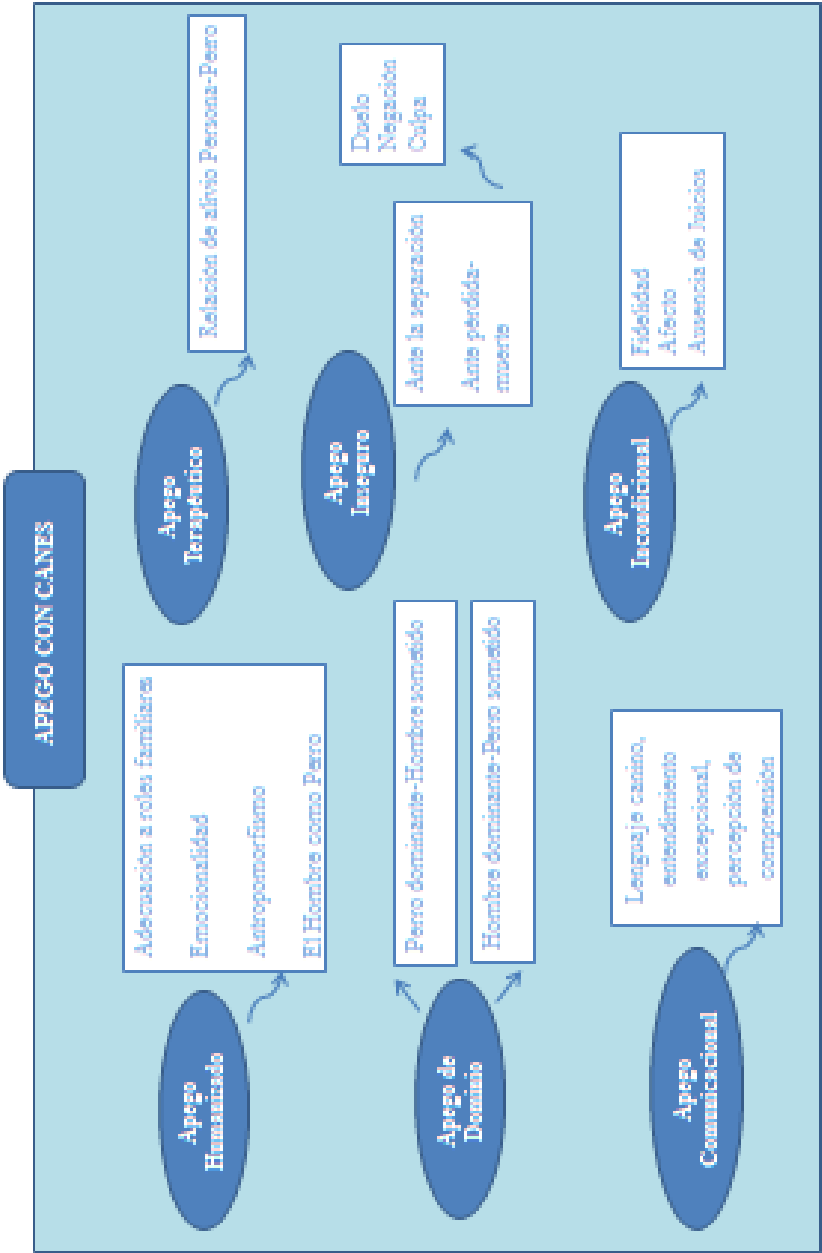 APEGO CON CANES
Apego
Humanizado
Adecuación a roles familiares
Emocionalidad
Antropomorfismo
El Hombre como Perro
Apego
Terapéutico
Relación de alivio Persona-Perro
Apego de
Dominio
Perro dominante-Hombre sometido
Hombre dominante-Perro sometido
Apego
Inseguro
Ante la separación
Ante pérdida-
muerte
Duelo
Negación
Culpa
Apego
Comunicacional
Lenguaje canino,
entendimiento
excepcional,
percepción de
comprensión
Apego
Incondicional
Fidelidad
Afecto
Ausencia de Juicios